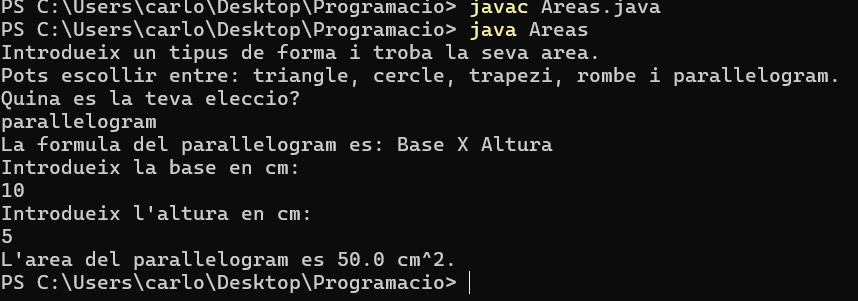 PS C:\Users\carlo\Desktop\Programacio> javac Areas.java
PS C:\Users\carlo\Desktop\Programacio> java Areas
Introdueix un tipus de forma i troba la seva area.
Pots escollir entre: triangle, cercle, trapezi, rombe i parallelogram.
Quina es la teva eleccio?
parallelogram
La formula del parallelogram es: Base X Altura
Introdueix la base en cm:
10
Introdueix l'altura en cm:
5
L'area del parallelogram es 50.0 cm^2.
PS C:\Users\carlo\Desktop\Programacio>